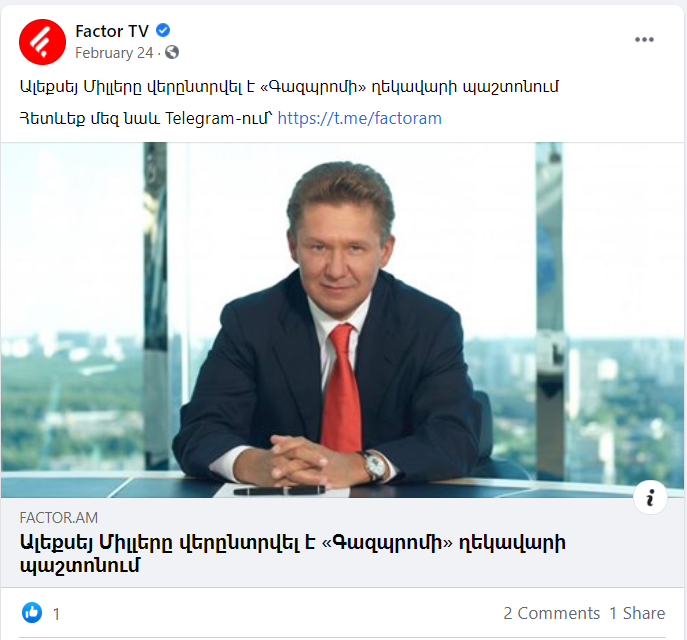 Factor TV
February 24 ·
Ալեքսեյ Միլլերը վերընտրվել է «Գազպրոմի» ղեկավարի պաշտոնում
Հետևեք մեզ նաև Telegram-ում՝ https://t.me/factoram
FACTOR.AM
Ալեքսեյ Միլլերը վերընտրվել է «Գազպրոմի» ղեկավարի
պաշտոնում
1
2 Comments 1 Share